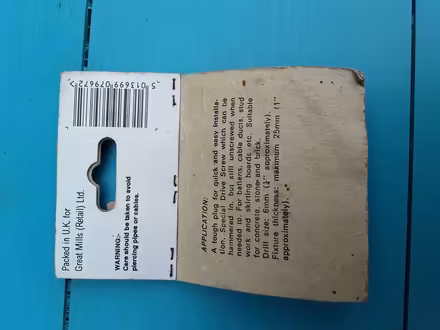 5 013699 079672 >
Packed in U.K. for
Great Mills (Retail) Ltd.
WARNING:-
Care should be taken to avoid
piercing pipes or cables.
APPLICATION:
A tough plug for quick and easy Installa-
tion. Special Drive Screw which can be
hammered in, but still unscrewed when
needed to. For battens, cable ducts, stud
work and skirting boards, etc. Suitable
for concrete, stone and brick.
Drill size: 6mm (¼" approximately).
Fixture thickness: maximum 25mm (1"
approximately).